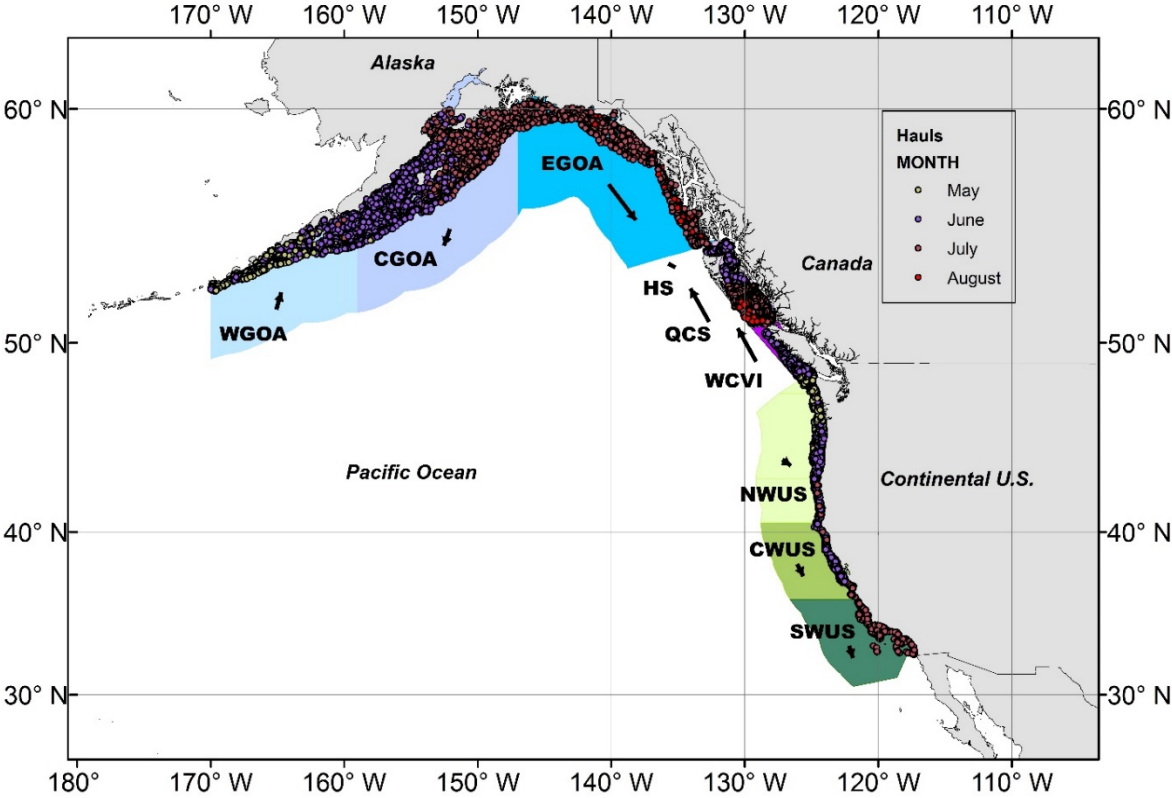 170° W 160° W 150° W 140° W 130° W 120° W 110° W
Alaska
60° N 60° N
Hauls
MONTH
May
June
July
August
EGOA
CGOA
Canada
HS
WGOA
QCS
50° N 50° N
WCVI
Pacific Ocean
Continental U.S.
NWUS
40° N 40° N
CWUS
SWUS
30° N 30° N
180° 170° W 160° W 150° W 140° W 130° W 120° W 110° W